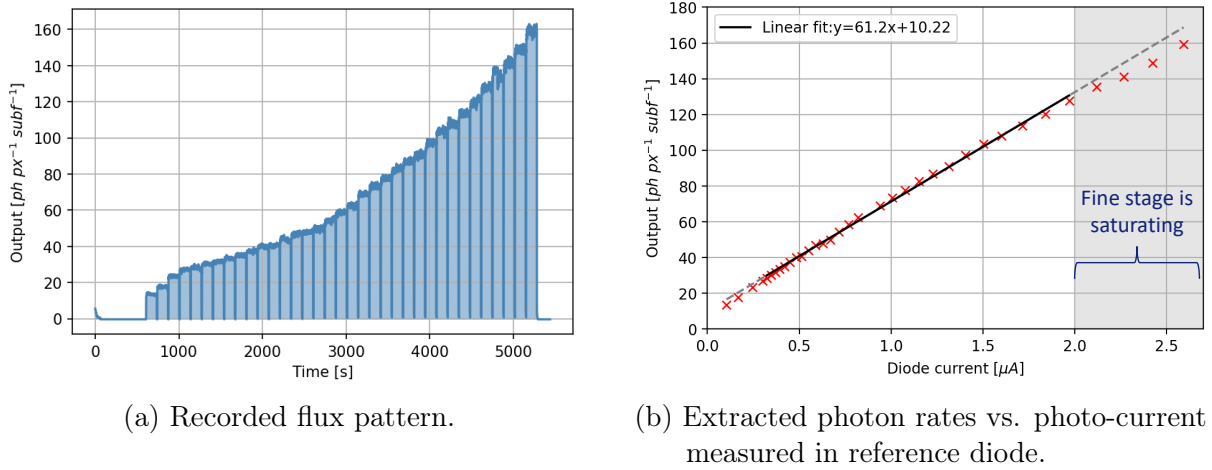 160
140
120
100
80
60
40
20
0
Output [ph px⁻¹ subf⁻¹]
0 1000 2000 3000 4000 5000
Time [s]
(a) Recorded flux pattern.
180
160
140
120
100
80
60
40
20
0
Output [ph px⁻¹ subf⁻¹]
Linear fit:y=61.2x+10.22
Fine stage is
saturating
0.0 0.5 1.0 1.5 2.0 2.5
Diode current [μA]
(b) Extracted photon rates vs. photo-current
measured in reference diode.